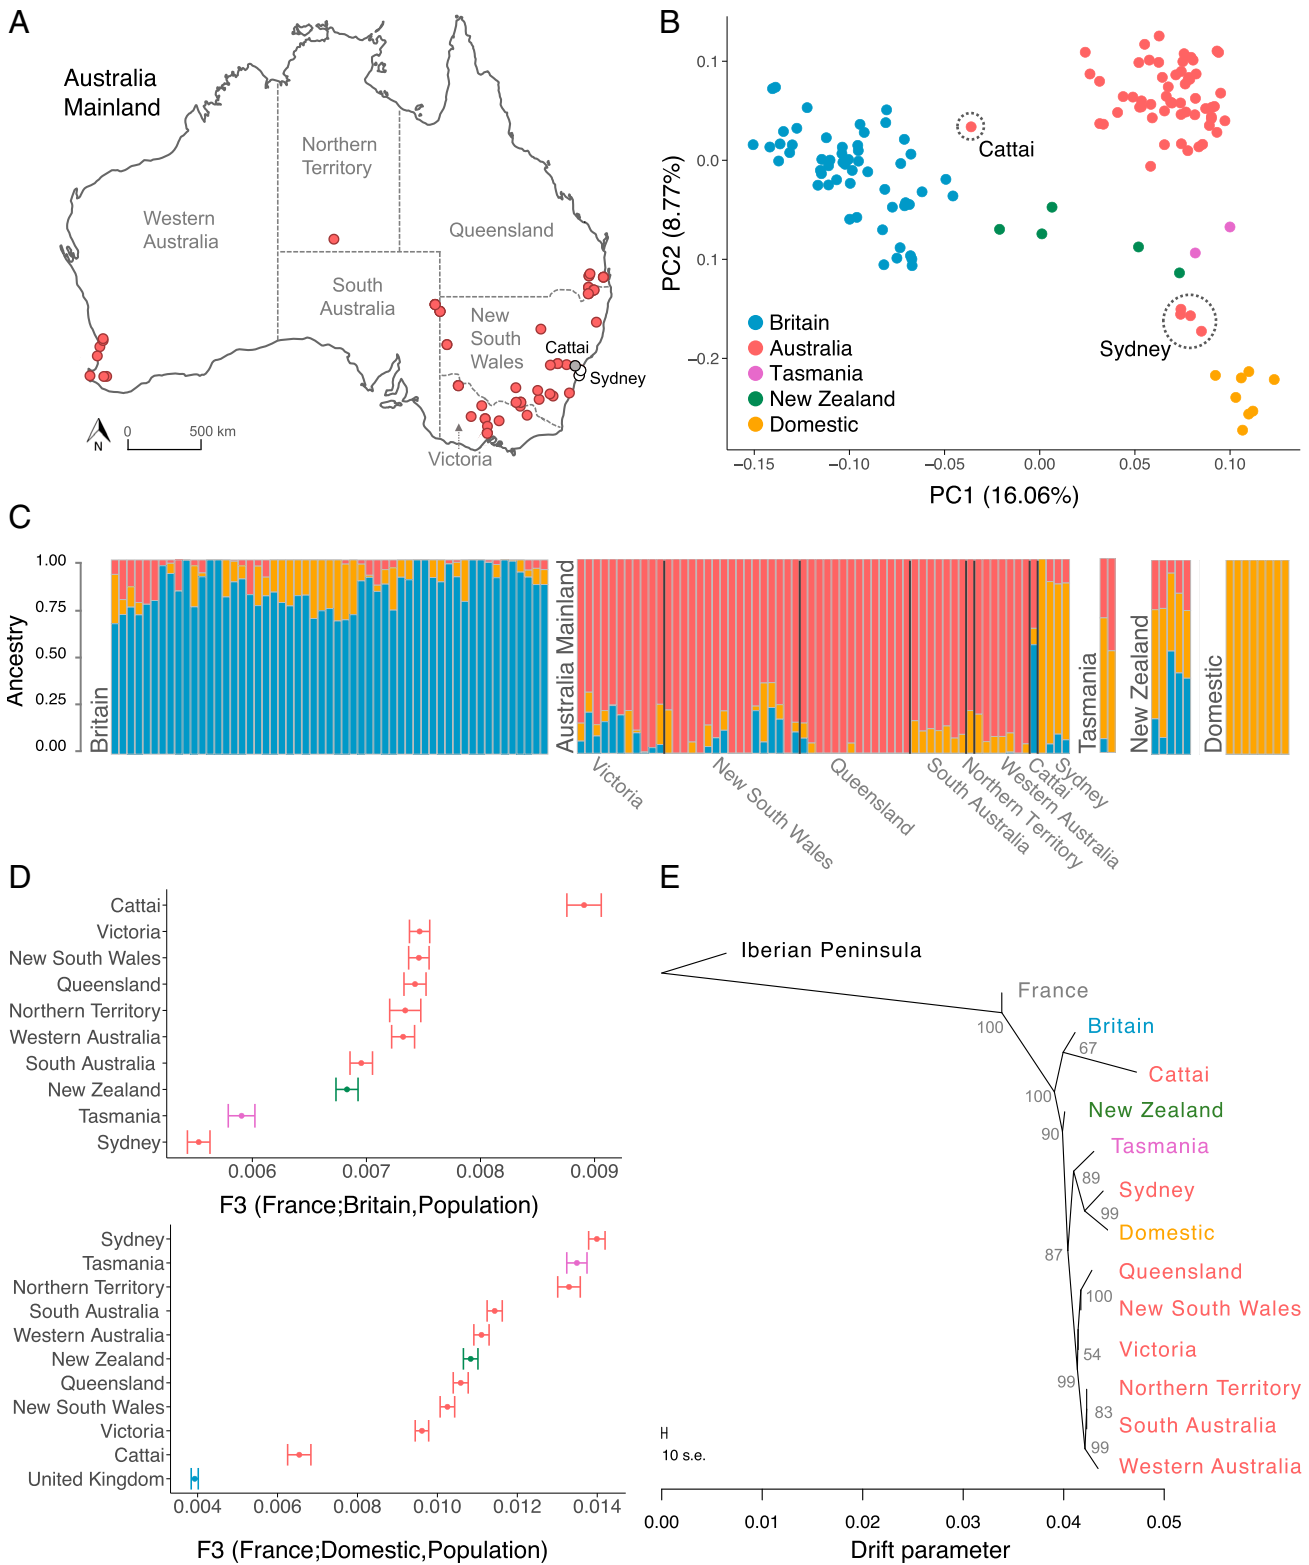 A
Australia
Mainland
Northern
Territory
Western
Australia
Queensland
South
Australia
New
South
Wales
Cattai
Sydney
N
0 500 km
Victoria
B
0.1
0.0
0.1
−0.2
PC2 (8.77%)
Cattai
Sydney
Britain
Australia
Tasmania
New Zealand
Domestic
−0.15 −0.10 −0.05 0.00 0.05 0.10
PC1 (16.06%)
C
1.00
0.75
0.50
0.25
0.00
Ancestry
Britain
Australia Mainland
Tasmania
New Zealand
Domestic
Victoria
New South Wales
Queensland
South Australia
Northern Territory
Western Australia
Cattai
Sydney
D
Cattai
Victoria
New South Wales
Queensland
Northern Territory
Western Australia
South Australia
New Zealand
Tasmania
Sydney
0.006 0.007 0.008 0.009
F3 (France;Britain,Population)
Sydney
Tasmania
Northern Territory
South Australia
Western Australia
New Zealand
Queensland
New South Wales
Victoria
Cattai
United Kingdom
0.004 0.006 0.008 0.010 0.012 0.014
F3 (France;Domestic,Population)
E
Iberian Peninsula
France
100
Britain
67
Cattai
100
New Zealand
90
Tasmania
89
Sydney
99
Domestic
87
Queensland
100
New South Wales
Victoria
54
99
Northern Territory
83
South Australia
99
Western Australia
10 s.e.
0.00 0.01 0.02 0.03 0.04 0.05
Drift parameter